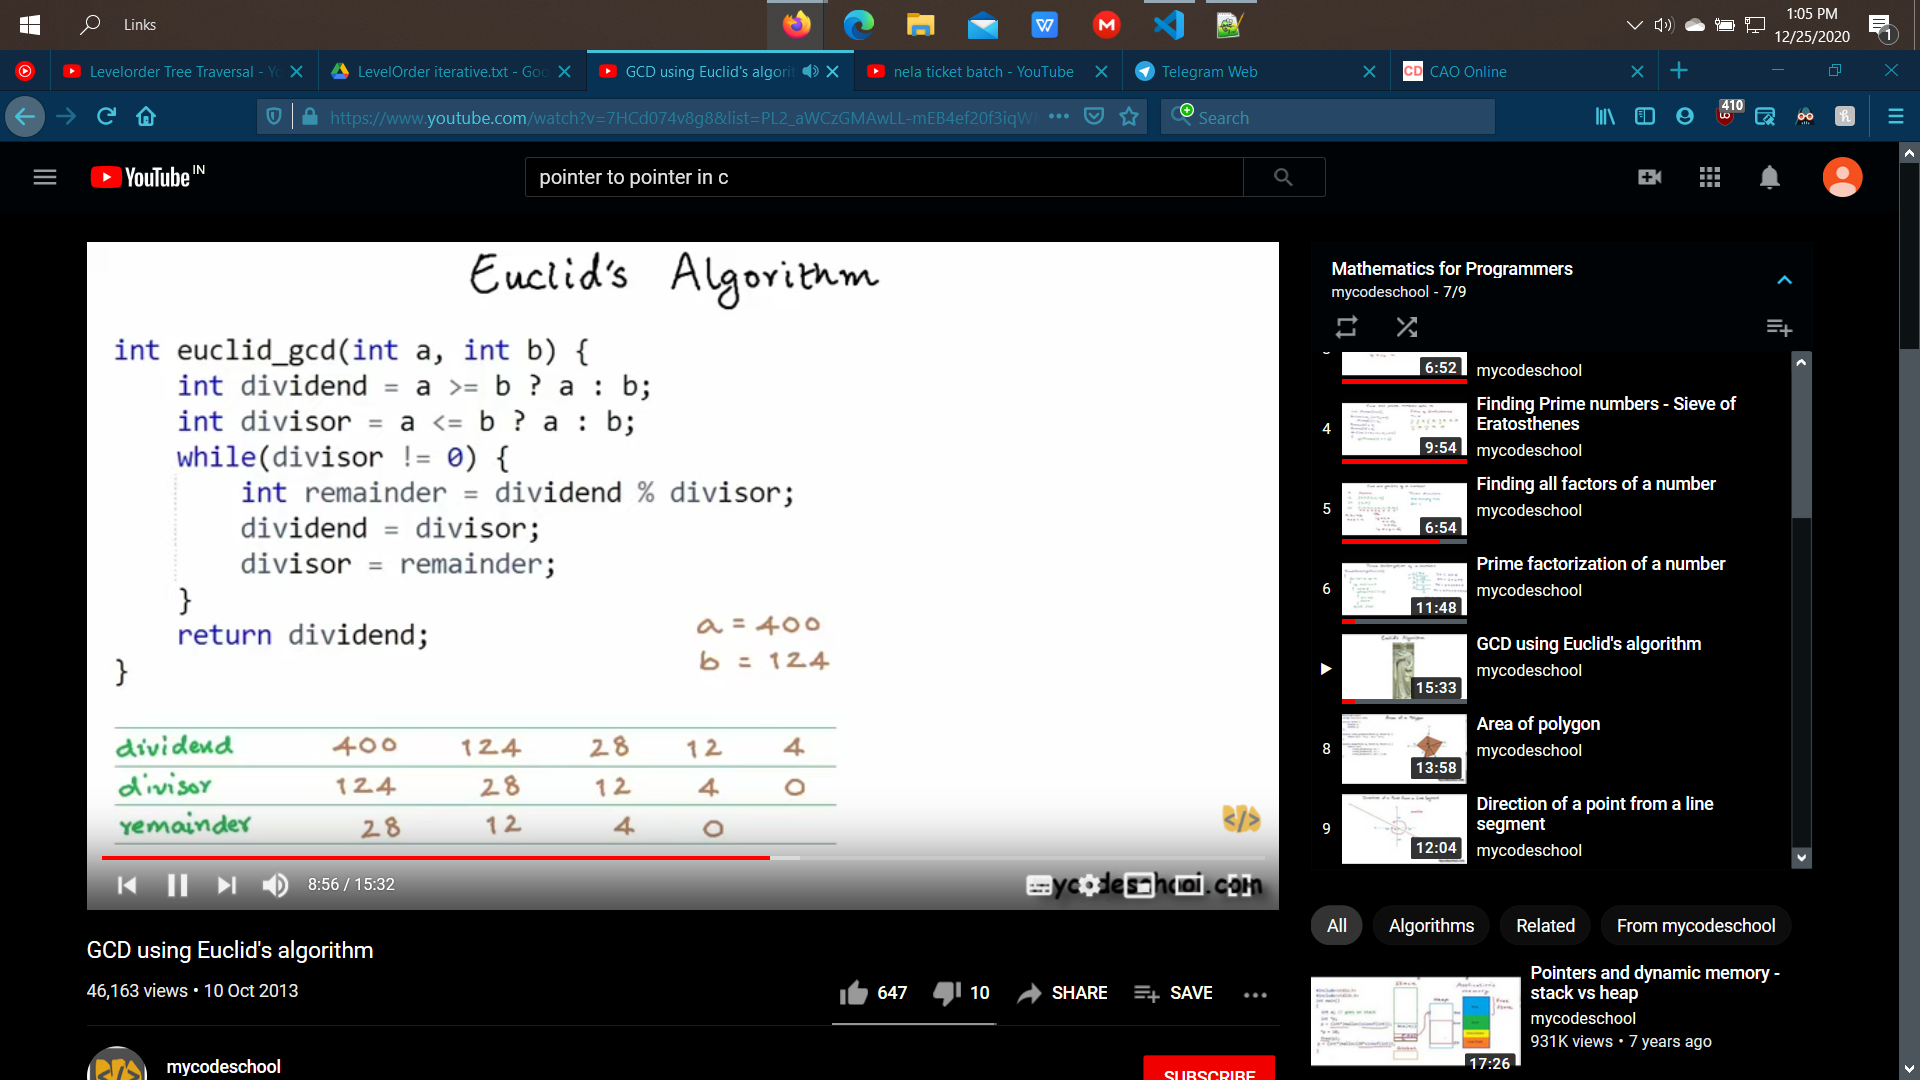 Links
1:05 PM
12/25/2020
1
Levelorder Tree Traversal - Yo
LevelOrder iterative.txt - Goo
GCD using Euclid's algorit
nela ticket batch - YouTube
Telegram Web
CD CAO Online
https://www.youtube.com/watch?v=7HCd074v8g8&list=PL2_aWCzGMAwLL-mEB4ef20f3iqW
Search
410
YouTube IN
pointer to pointer in c
Euclid's Algorithm
int euclid_gcd(int a, int b) {
int dividend = a >= b ? a : b;
int divisor = a <= b ? a : b;
while(divisor != 0) {
int remainder = dividend % divisor;
dividend = divisor;
divisor = remainder;
}
return dividend;
}
a = 400
b = 124
dividend 400 124 28 12 4
divisor 124 28 12 4 0
remainder 28 12 4 0
8:56 / 15:32
GCD using Euclid's algorithm
46,163 views • 10 Oct 2013
647 10 SHARE SAVE
mycodeschool
SUBSCRIBE
Mathematics for Programmers
mycodeschool - 7/9
6:52
mycodeschool
4
9:54
Finding Prime numbers - Sieve of
Eratosthenes
mycodeschool
5
6:54
Finding all factors of a number
mycodeschool
6
11:48
Prime factorization of a number
mycodeschool
15:33
GCD using Euclid's algorithm
mycodeschool
8
13:58
Area of polygon
mycodeschool
9
12:04
Direction of a point from a line
segment
mycodeschool
All Algorithms Related From mycodeschool
17:26
Pointers and dynamic memory -
stack vs heap
mycodeschool
931K views • 7 years ago